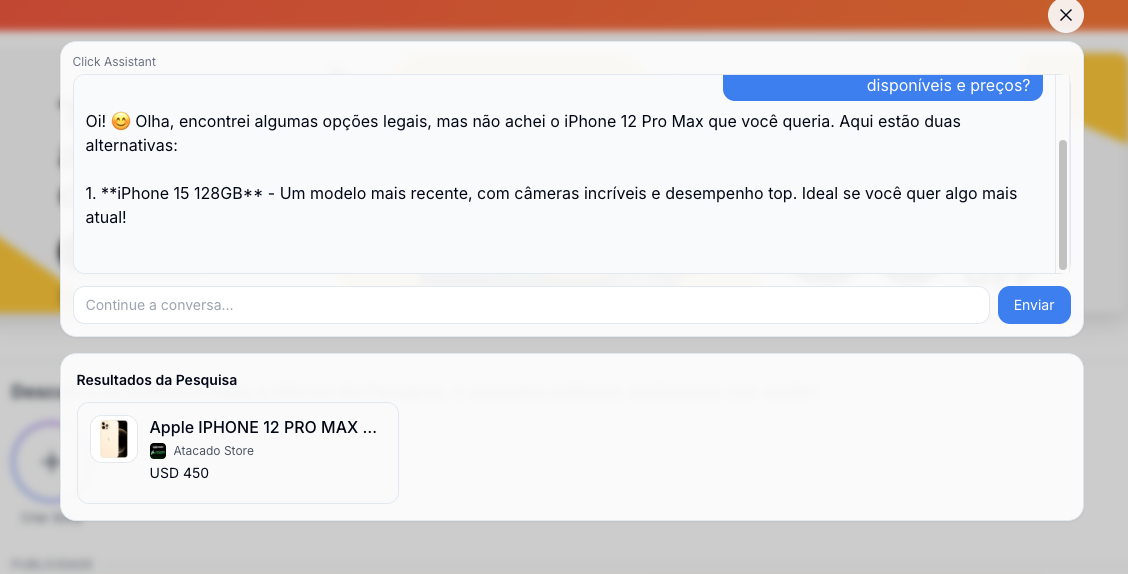 Click Assistant
disponíveis e preços?
Oi! 😊 Olha, encontrei algumas opções legais, mas não achei o iPhone 12 Pro Max que você queria. Aqui estão duas
alternativas:
1. **iPhone 15 128GB** - Um modelo mais recente, com câmeras incríveis e desempenho top. Ideal se você quer algo mais
atual!
Continue a conversa...
Enviar
Resultados da Pesquisa
Apple IPHONE 12 PRO MAX ...
Atacado Store
USD 450